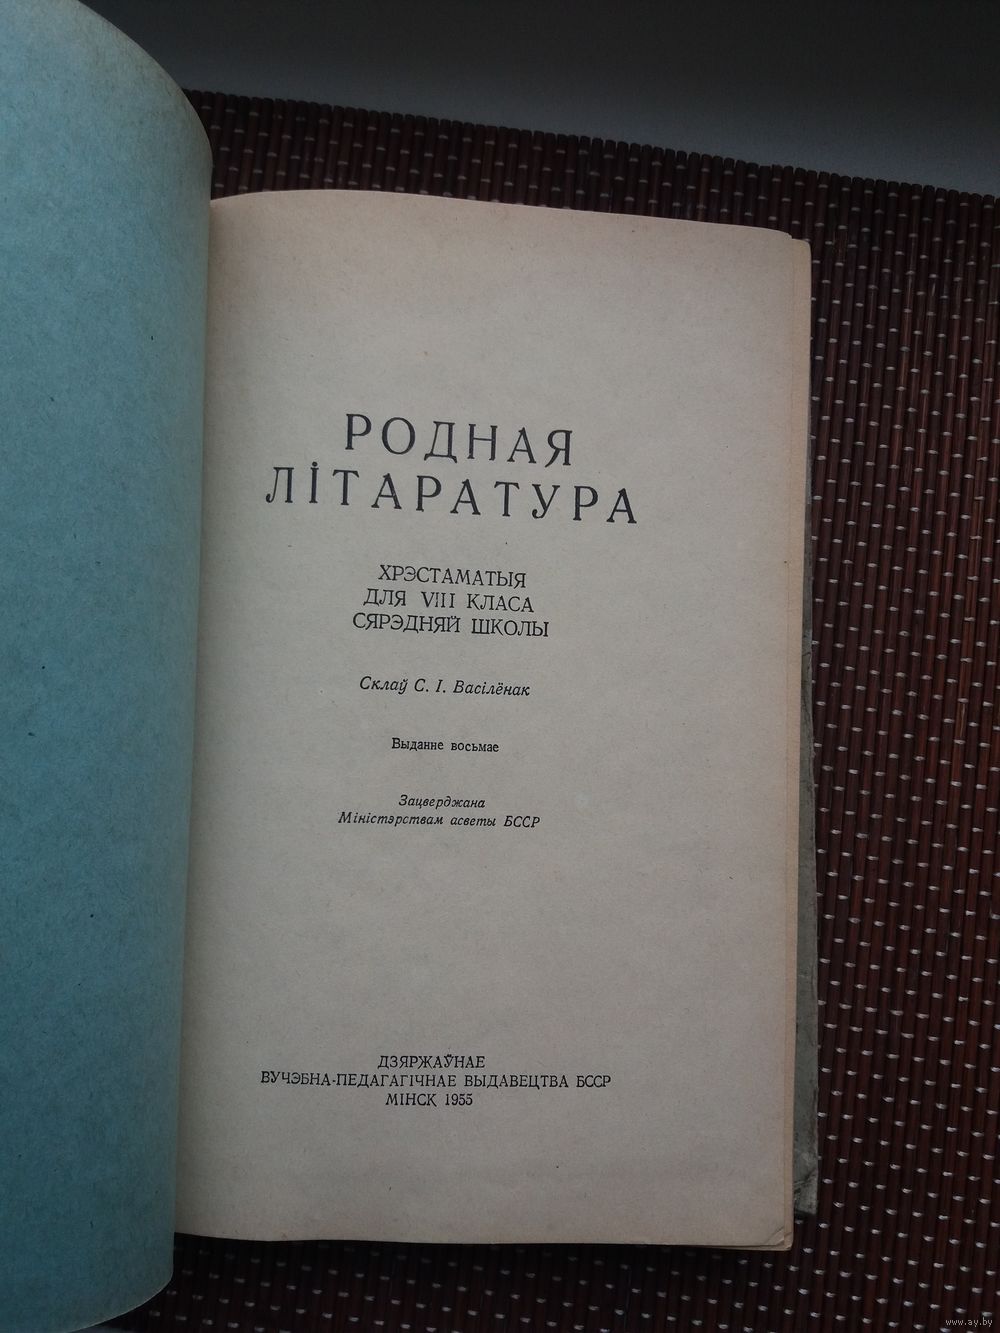 РОДНАЯ
ЛІТАРАТУРА
ХРЭСТАМАТЫЯ
ДЛЯ VIII КЛАСА
СЯРЭДНЯЙ ШКОЛЫ
Склаў С. І. Васілёнак
Выданне восьмае
Зацверджана
Міністэрствам асветы БССР
ДЗЯРЖАЎНАЕ
ВУЧЭБНА-ПЕДАГАГІЧНАЕ ВЫДАВЕЦТВА БССР
МІНСК 1955
www.ay.by